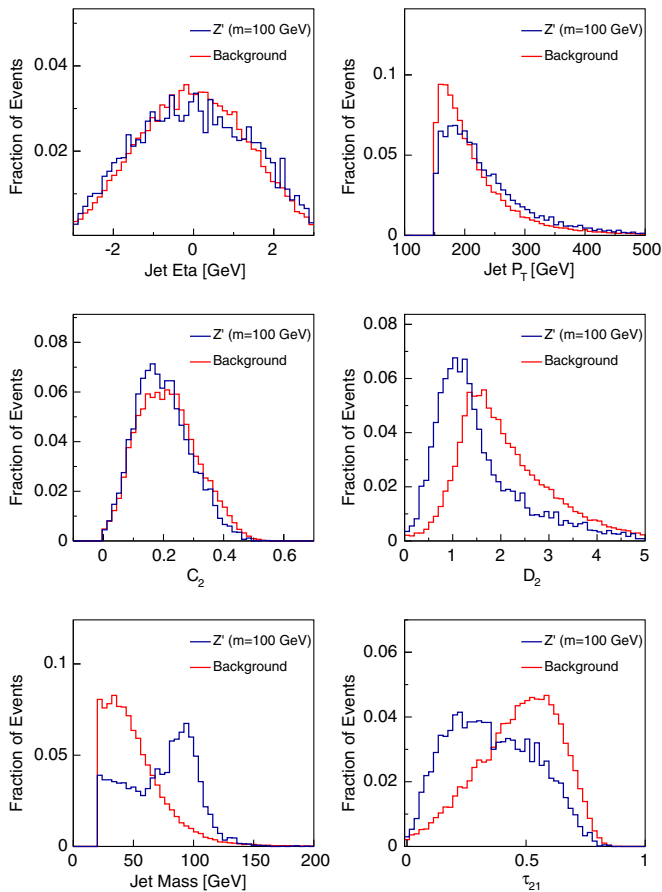 Fraction of Events
0.04
0.02
Z' (m=100 GeV)
Background
-2 0 2
Jet Eta [GeV]
Fraction of Events
0.1
0.05
0
Z' (m=100 GeV)
Background
100 200 300 400 500
Jet P_T [GeV]
Fraction of Events
0.08
0.06
0.04
0.02
0
Z' (m=100 GeV)
Background
0 0.2 0.4 0.6
C_2
Fraction of Events
0.08
0.06
0.04
0.02
0
Z' (m=100 GeV)
Background
0 1 2 3 4 5
D_2
Fraction of Events
0.1
0.05
0
Z' (m=100 GeV)
Background
0 50 100 150 200
Jet Mass [GeV]
Fraction of Events
0.06
0.04
0.02
0
Z' (m=100 GeV)
Background
0 0.5 1
τ_21